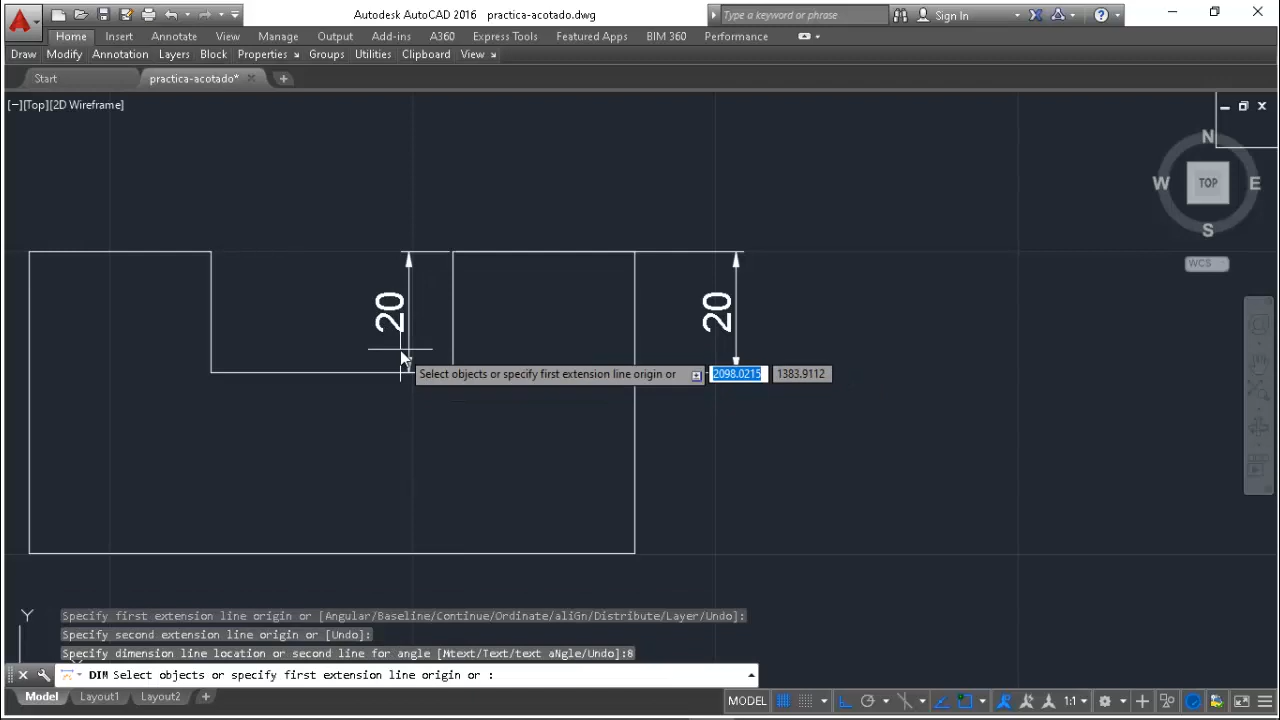 Autodesk AutoCAD 2016 practica-acotado.dwg
Type a keyword or phrase
Sign In
Home Insert Annotate View Manage Output Add-ins A360 Express Tools Featured Apps BIM 360 Performance
Draw Modify Annotation Layers Block Properties Groups Utilities Clipboard View
Start
practica-acotado*
[−][Top][2D Wireframe]
N
W
TOP
E
S
WCS
20
20
Select objects or specify first extension line origin or
2098.0215
1383.9112
Y
Specify first extension line origin or [Angular/Baseline/Continue/Ordinate/aliGn/Distribute/Layer/Undo]:
Specify second extension line origin or [Undo]:
Specify dimension line location or second line for angle [Mtext/Text/text aNgle/Undo]:8
DIM Select objects or specify first extension line origin or :
Model Layout1 Layout2 +
MODEL
1:1